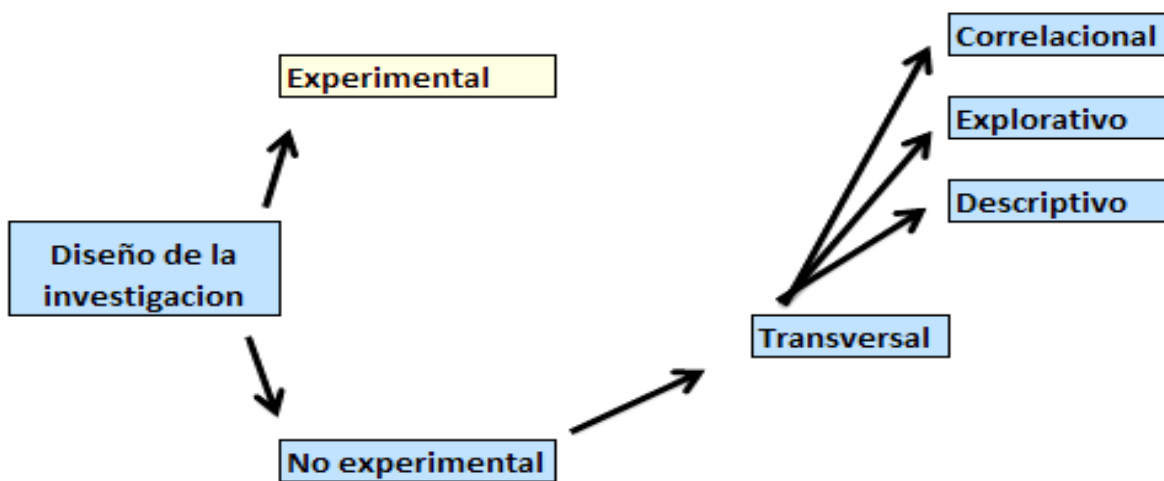 Correlacional
Experimental
Explorativo
Descriptivo
Diseño de la
investigacion
Transversal
No experimental